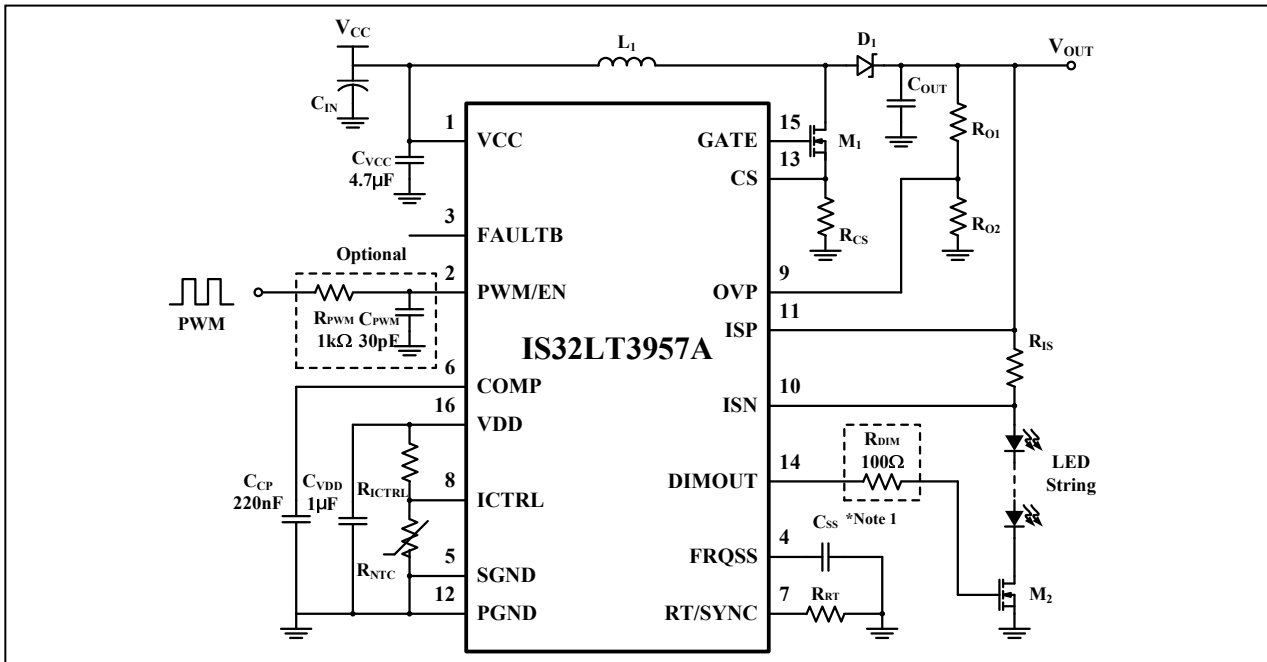 VCC
L1
D1
VOUT
CIN
COUT
RO1
1
VCC
GATE
15
M1
CVCC
4.7µF
CS
13
RCS
RO2
3
FAULTB
Optional
2
PWM/EN
OVP
9
PWM
RPWM CPWM
1kΩ 30pF
ISP
11
IS32LT3957A
RIS
6
COMP
ISN
10
16
VDD
RDIM
100Ω
DIMOUT
14
LED
String
CCP
220nF
CVDD
1µF
RICTRL
8
ICTRL
CSS
*Note 1
FRQSS
4
RNTC
5
SGND
12
PGND
RT/SYNC
7
RRT
M2